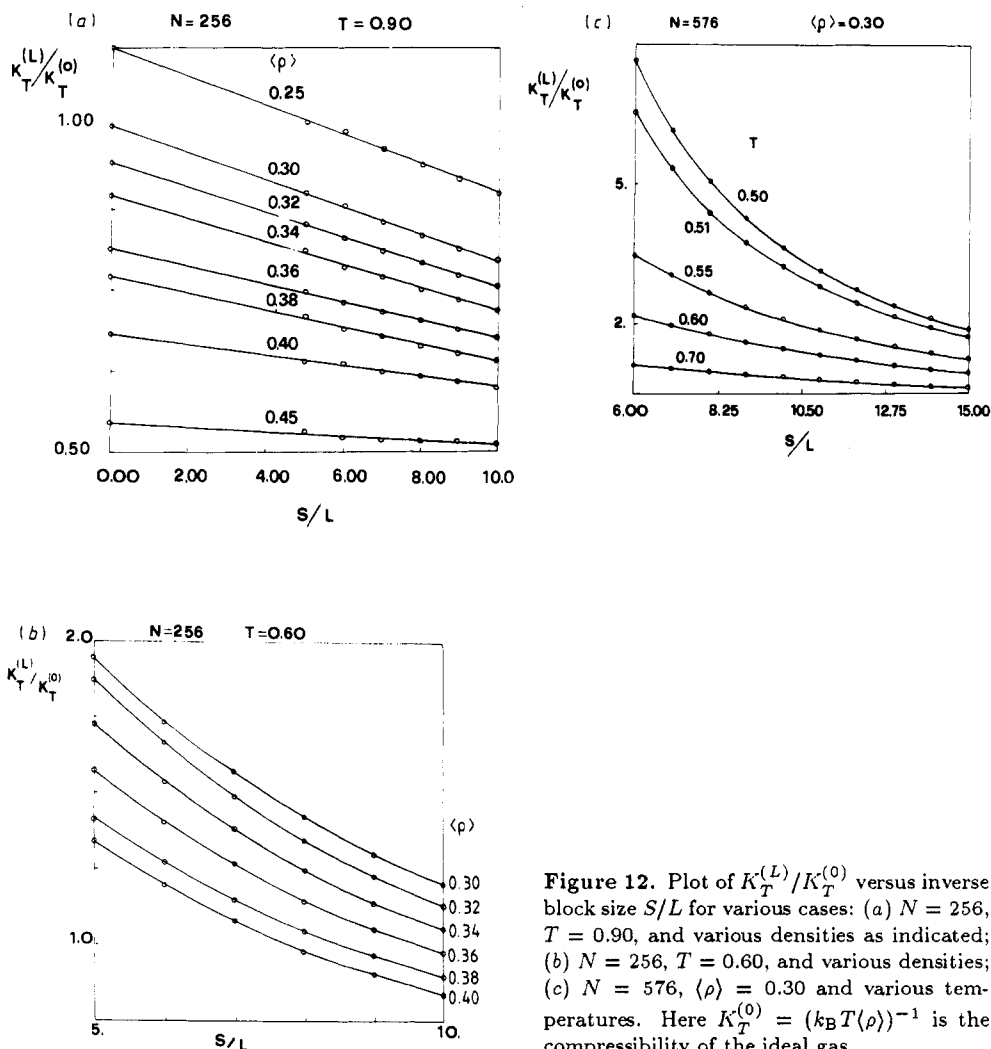 (a) N = 256 T = 0.90
K_T^(L)/K_T^(0)
⟨ρ⟩
0.25
1.00
0.30
0.32
0.34
0.36
0.38
0.40
0.45
0.50
0.00 2.00 4.00 6.00 8.00 10.0
S/L
(c) N=576 ⟨ρ⟩=0.30
K_T^(L)/K_T^(0)
T
5.
0.50
0.51
0.55
2.
0.60
0.70
6.00 8.25 10.50 12.75 15.00
S/L
(b) 2.0 N=256 T=0.60
K_T^(L)/K_T^(0)
⟨ρ⟩
0.30
0.32
0.34
1.0
0.36
0.38
0.40
5. 10.
S/L
Figure 12. Plot of K_T^(L)/K_T^(0) versus inverse
block size S/L for various cases: (a) N = 256,
T = 0.90, and various densities as indicated;
(b) N = 256, T = 0.60, and various densities;
(c) N = 576, ⟨ρ⟩ = 0.30 and various tem-
peratures. Here K_T^(0) = (k_B T⟨ρ⟩)^−1 is the
compressibility of the ideal gas